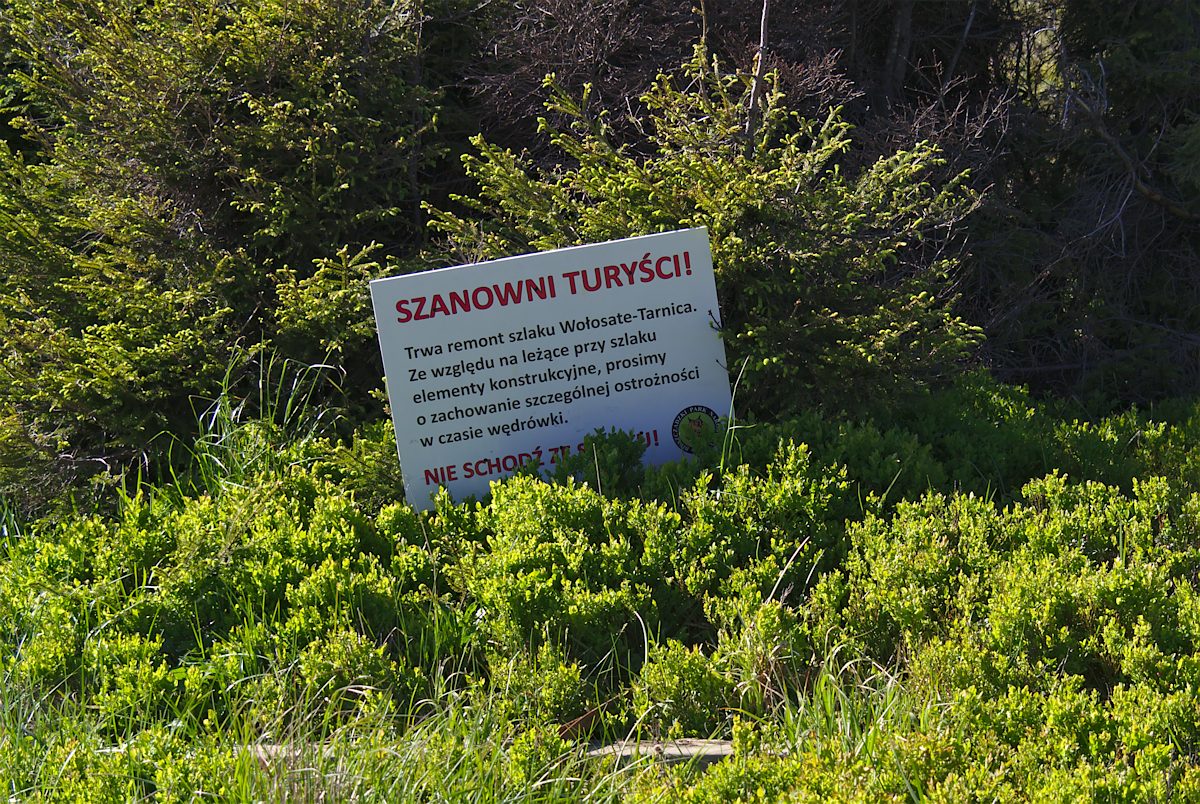 SZANOWNI TURYŚCI!
Trwa remont szlaku Wołosate-Tarnica.
Ze względu na leżące przy szlaku
elementy konstrukcyjne, prosimy
o zachowanie szczególnej ostrożności
w czasie wędrówki.
NIE SCHODŹ ZE